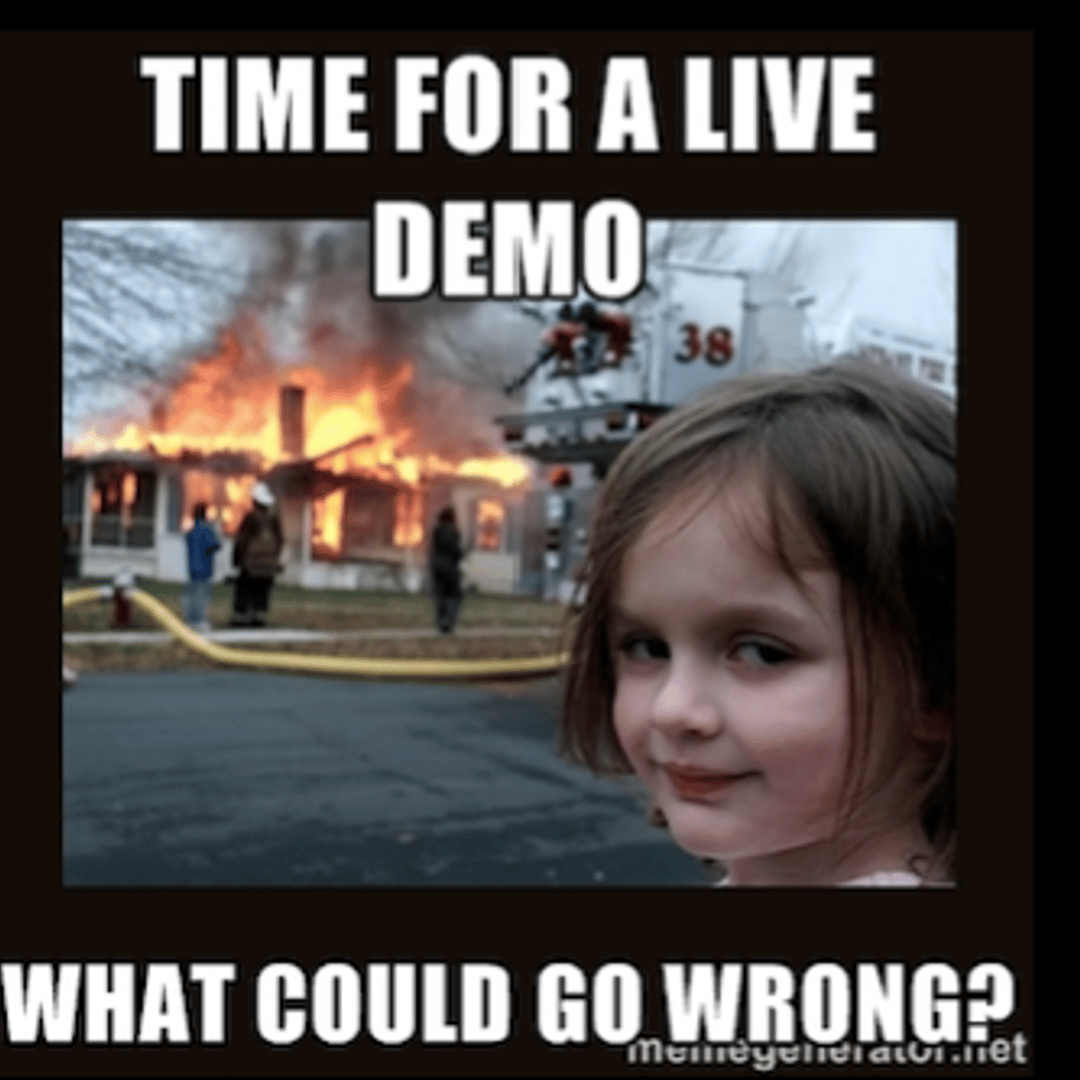 TIME FOR A LIVE
DEMO
38
WHAT COULD GO WRONG?
memegenerator.net